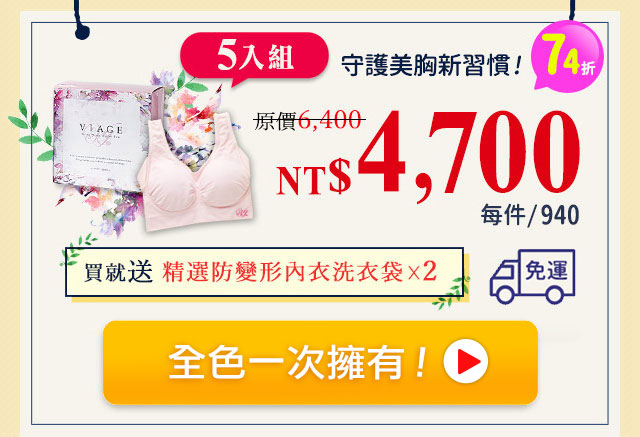 5入組
守護美胸新習慣！
74折
VIAGE
原價6,400
NT$4,700
每件/940
買就送 精選防變形內衣洗衣袋×2
免運
全色一次擁有！